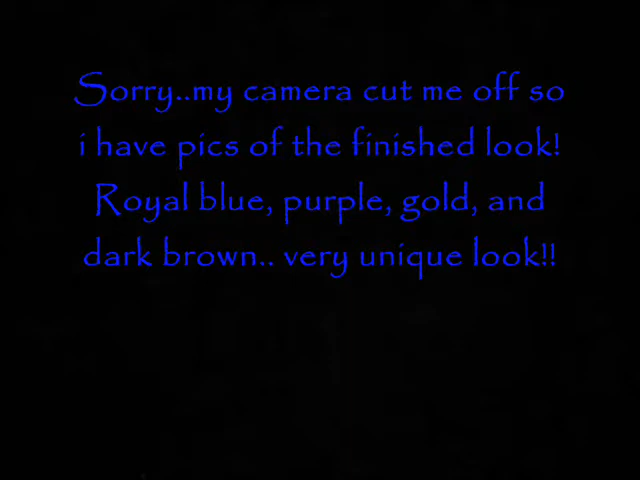 Sorry..my camera cut me off so
i have pics of the finished look!
Royal blue, purple, gold, and
dark brown.. very unique look!!